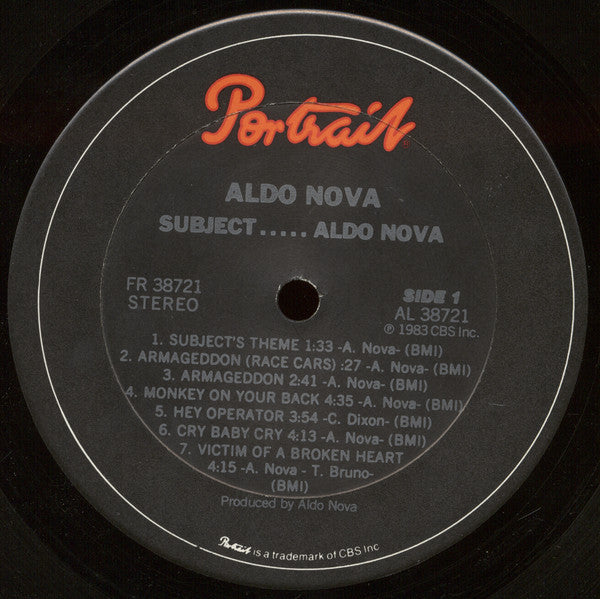 Portrait
ALDO NOVA
SUBJECT..... ALDO NOVA
FR 38721
STEREO
SIDE 1
AL 38721
℗ 1983 CBS Inc.
1. SUBJECT'S THEME 1:33 -A. Nova- (BMI)
2. ARMAGEDDON (RACE CARS) :27 -A. Nova- (BMI)
3. ARMAGEDDON 2:41 -A. Nova- (BMI)
4. MONKEY ON YOUR BACK 4:35 -A. Nova- (BMI)
5. HEY OPERATOR 3:54 -C. Dixon- (BMI)
6. CRY BABY CRY 4:13 -A. Nova- (BMI)
7. VICTIM OF A BROKEN HEART
4:15 -A. Nova - T. Bruno-
(BMI)
Produced by Aldo Nova
Portrait is a trademark of CBS Inc